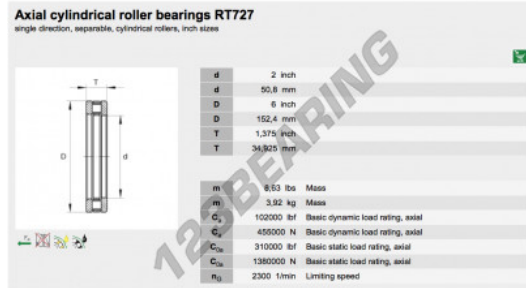 Axial cylindrical roller bearings RT727
single direction, separable, cylindrical rollers, inch sizes
T
D
d
d 2 inch
d 50,8 mm
D 6 inch
D 152,4 mm
T 1,375 inch
T 34,925 mm
m 8,63 lbs Mass
m 3,92 kg Mass
Ca 102000 lbf Basic dynamic load rating, axial
Ca 455000 N Basic dynamic load rating, axial
C0a 310000 lbf Basic static load rating, axial
C0a 1380000 N Basic static load rating, axial
nG 2300 1/min Limiting speed
123BEARING